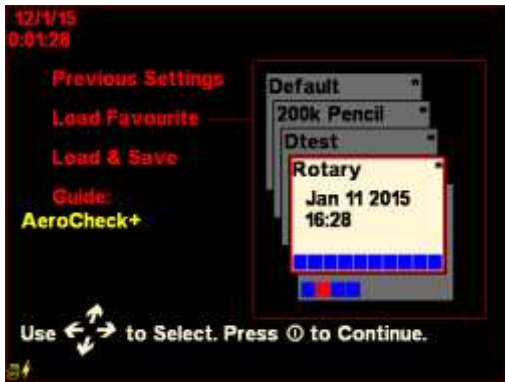 12/1/15
0:01:28
Previous Settings
Load Favourite
Load & Save
Guide:
AeroCheck+
Default *
200k Pencil *
Dtest *
Rotary *
Jan 11 2015
16:28
Use to Select. Press to Continue.